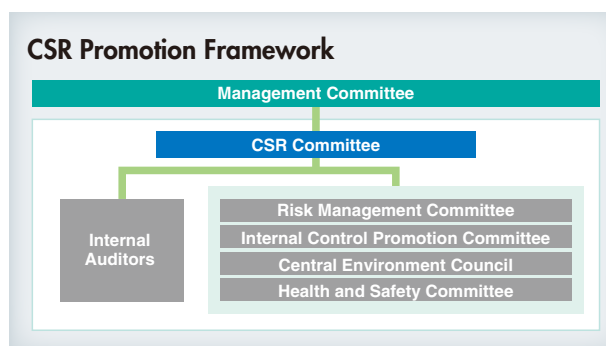 CSR Promotion Framework
Management Committee
CSR Committee
Internal
Auditors
Risk Management Committee
Internal Control Promotion Committee
Central Environment Council
Health and Safety Committee